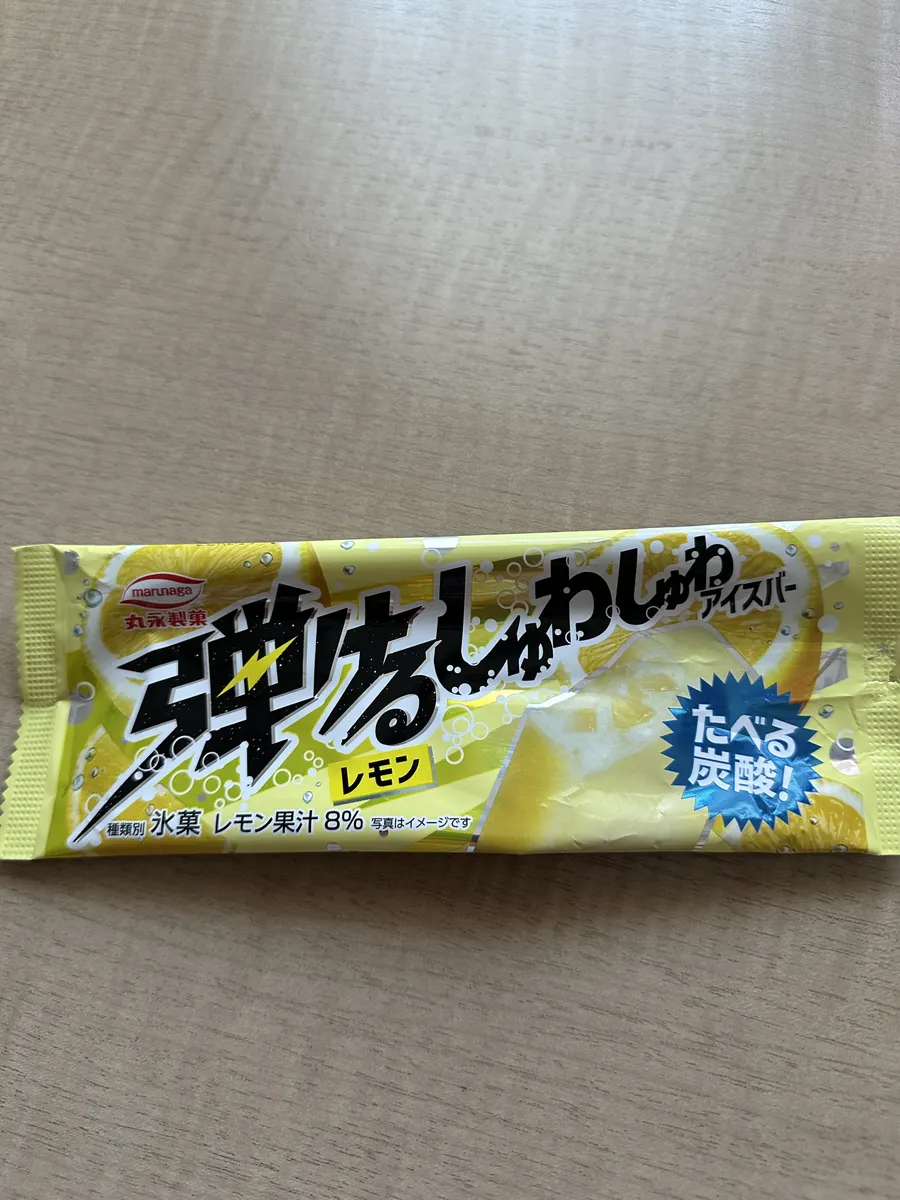 marunaga
丸永製菓
弾けるしゅわしゅわ
アイスバー
レモン
種類別 氷菓 レモン果汁 8% 写真はイメージです
たべる
炭酸!